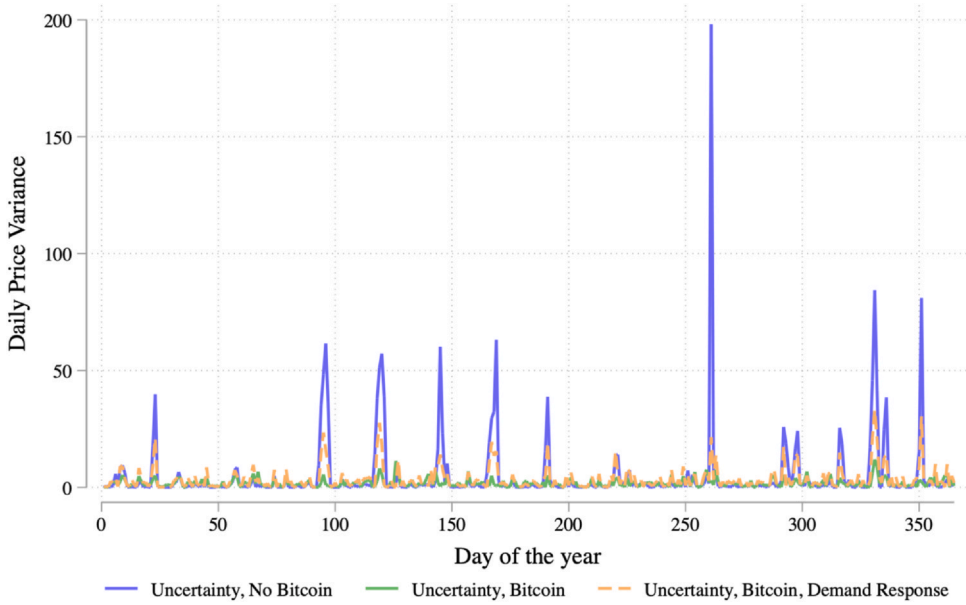 Daily Price Variance
200
150
100
50
0
0 50 100 150 200 250 300 350
Day of the year
Uncertainty, No Bitcoin Uncertainty, Bitcoin Uncertainty, Bitcoin, Demand Response